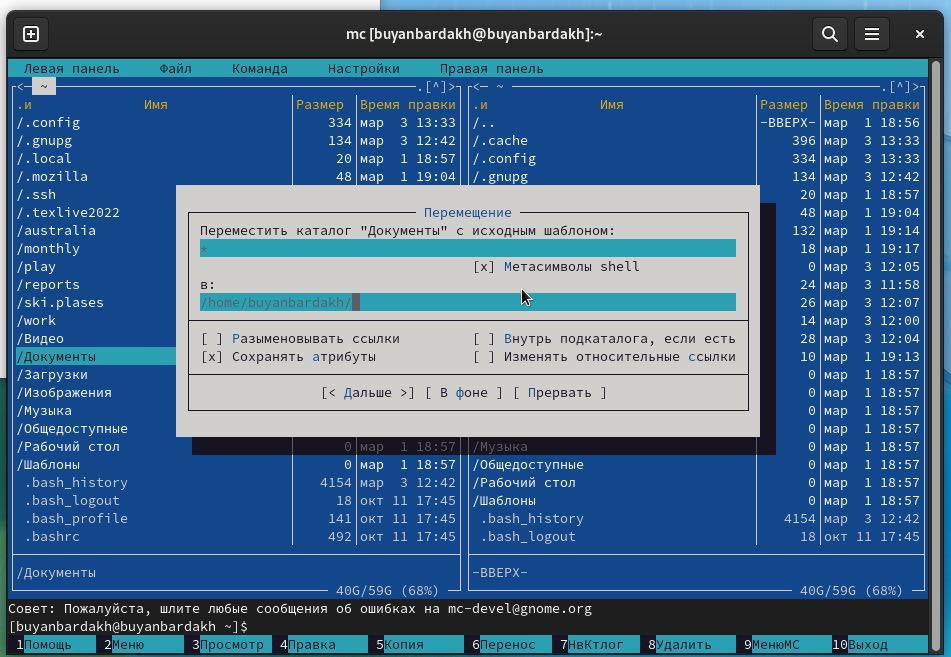 mc [buyanbardakh@buyanbardakh]:~
Левая панель Файл Команда Настройки Правая панель
<─ ~ .[^]> <─ ~ .[^]>
.и Имя Размер Время правки .и Имя Размер Время правки
/.config 334 мар 3 13:33 /.. -ВВЕРХ- мар 1 18:56
/.gnupg 134 мар 3 12:42 /.cache 396 мар 3 13:33
/.local 20 мар 1 18:57 /.config 334 мар 3 13:33
/.mozilla 48 мар 1 19:04 /.gnupg 134 мар 3 12:42
/.ssh 20 мар 1 18:57
/.texlive2022 Перемещение 48 мар 1 19:04
/australia Переместить каталог "Документы" с исходным шаблоном: 132 мар 1 19:14
/monthly * 18 мар 1 19:17
/play [x] Метасимволы shell 0 мар 3 12:05
/reports в: 24 мар 3 11:58
/ski.plases /home/buyanbardakh/ 26 мар 3 12:07
/work 14 мар 3 12:00
/Видео [ ] Разыменовывать ссылки [ ] Внутрь подкаталога, если есть 28 мар 3 12:04
/Документы [x] Сохранять атрибуты [ ] Изменять относительные ссылки 10 мар 1 19:13
/Загрузки 0 мар 1 18:57
/Изображения [< Дальше >] [ В фоне ] [ Прервать ] 0 мар 1 18:57
/Музыка 0 мар 1 18:57
/Общедоступные 0 мар 1 18:57
/Рабочий стол 0 мар 1 18:57 /Музыка 0 мар 1 18:57
/Шаблоны 0 мар 1 18:57 /Общедоступные 0 мар 1 18:57
.bash_history 4154 мар 3 12:42 /Рабочий стол 0 мар 1 18:57
.bash_logout 18 окт 11 17:45 /Шаблоны 0 мар 1 18:57
.bash_profile 141 окт 11 17:45 .bash_history 4154 мар 3 12:42
.bashrc 492 окт 11 17:45 .bash_logout 18 окт 11 17:45
/Документы -ВВЕРХ-
40G/59G (68%) 40G/59G (68%)
Совет: Пожалуйста, шлите любые сообщения об ошибках на mc-devel@gnome.org
[buyanbardakh@buyanbardakh ~]$
1Помощь 2Меню 3Просмотр 4Правка 5Копия 6Перенос 7НвКтлог 8Удалить 9МенюМС 10Выход